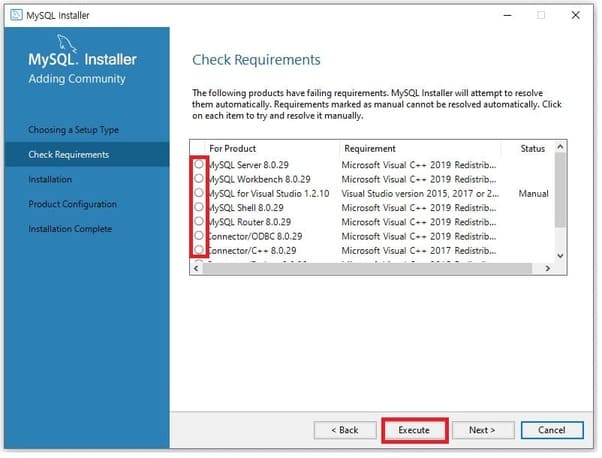 MySQL Installer
MySQL. Installer
Adding Community
Choosing a Setup Type
Check Requirements
Installation
Product Configuration
Installation Complete
Check Requirements
The following products have failing requirements. MySQL Installer will attempt to resolve
them automatically. Requirements marked as manual cannot be resolved automatically. Click
on each item to try and resolve it manually.
For Product Requirement Status
MySQL Server 8.0.29 Microsoft Visual C++ 2019 Redistrib...
MySQL Workbench 8.0.29 Microsoft Visual C++ 2019 Redistrib...
MySQL for Visual Studio 1.2.10 Visual Studio version 2015, 2017 or 2... Manual
MySQL Shell 8.0.29 Microsoft Visual C++ 2019 Redistrib...
MySQL Router 8.0.29 Microsoft Visual C++ 2019 Redistrib...
Connector/ODBC 8.0.29 Microsoft Visual C++ 2019 Redistrib...
Connector/C++ 8.0.29 Microsoft Visual C++ 2017 Redistrib...
< Back Execute Next > Cancel